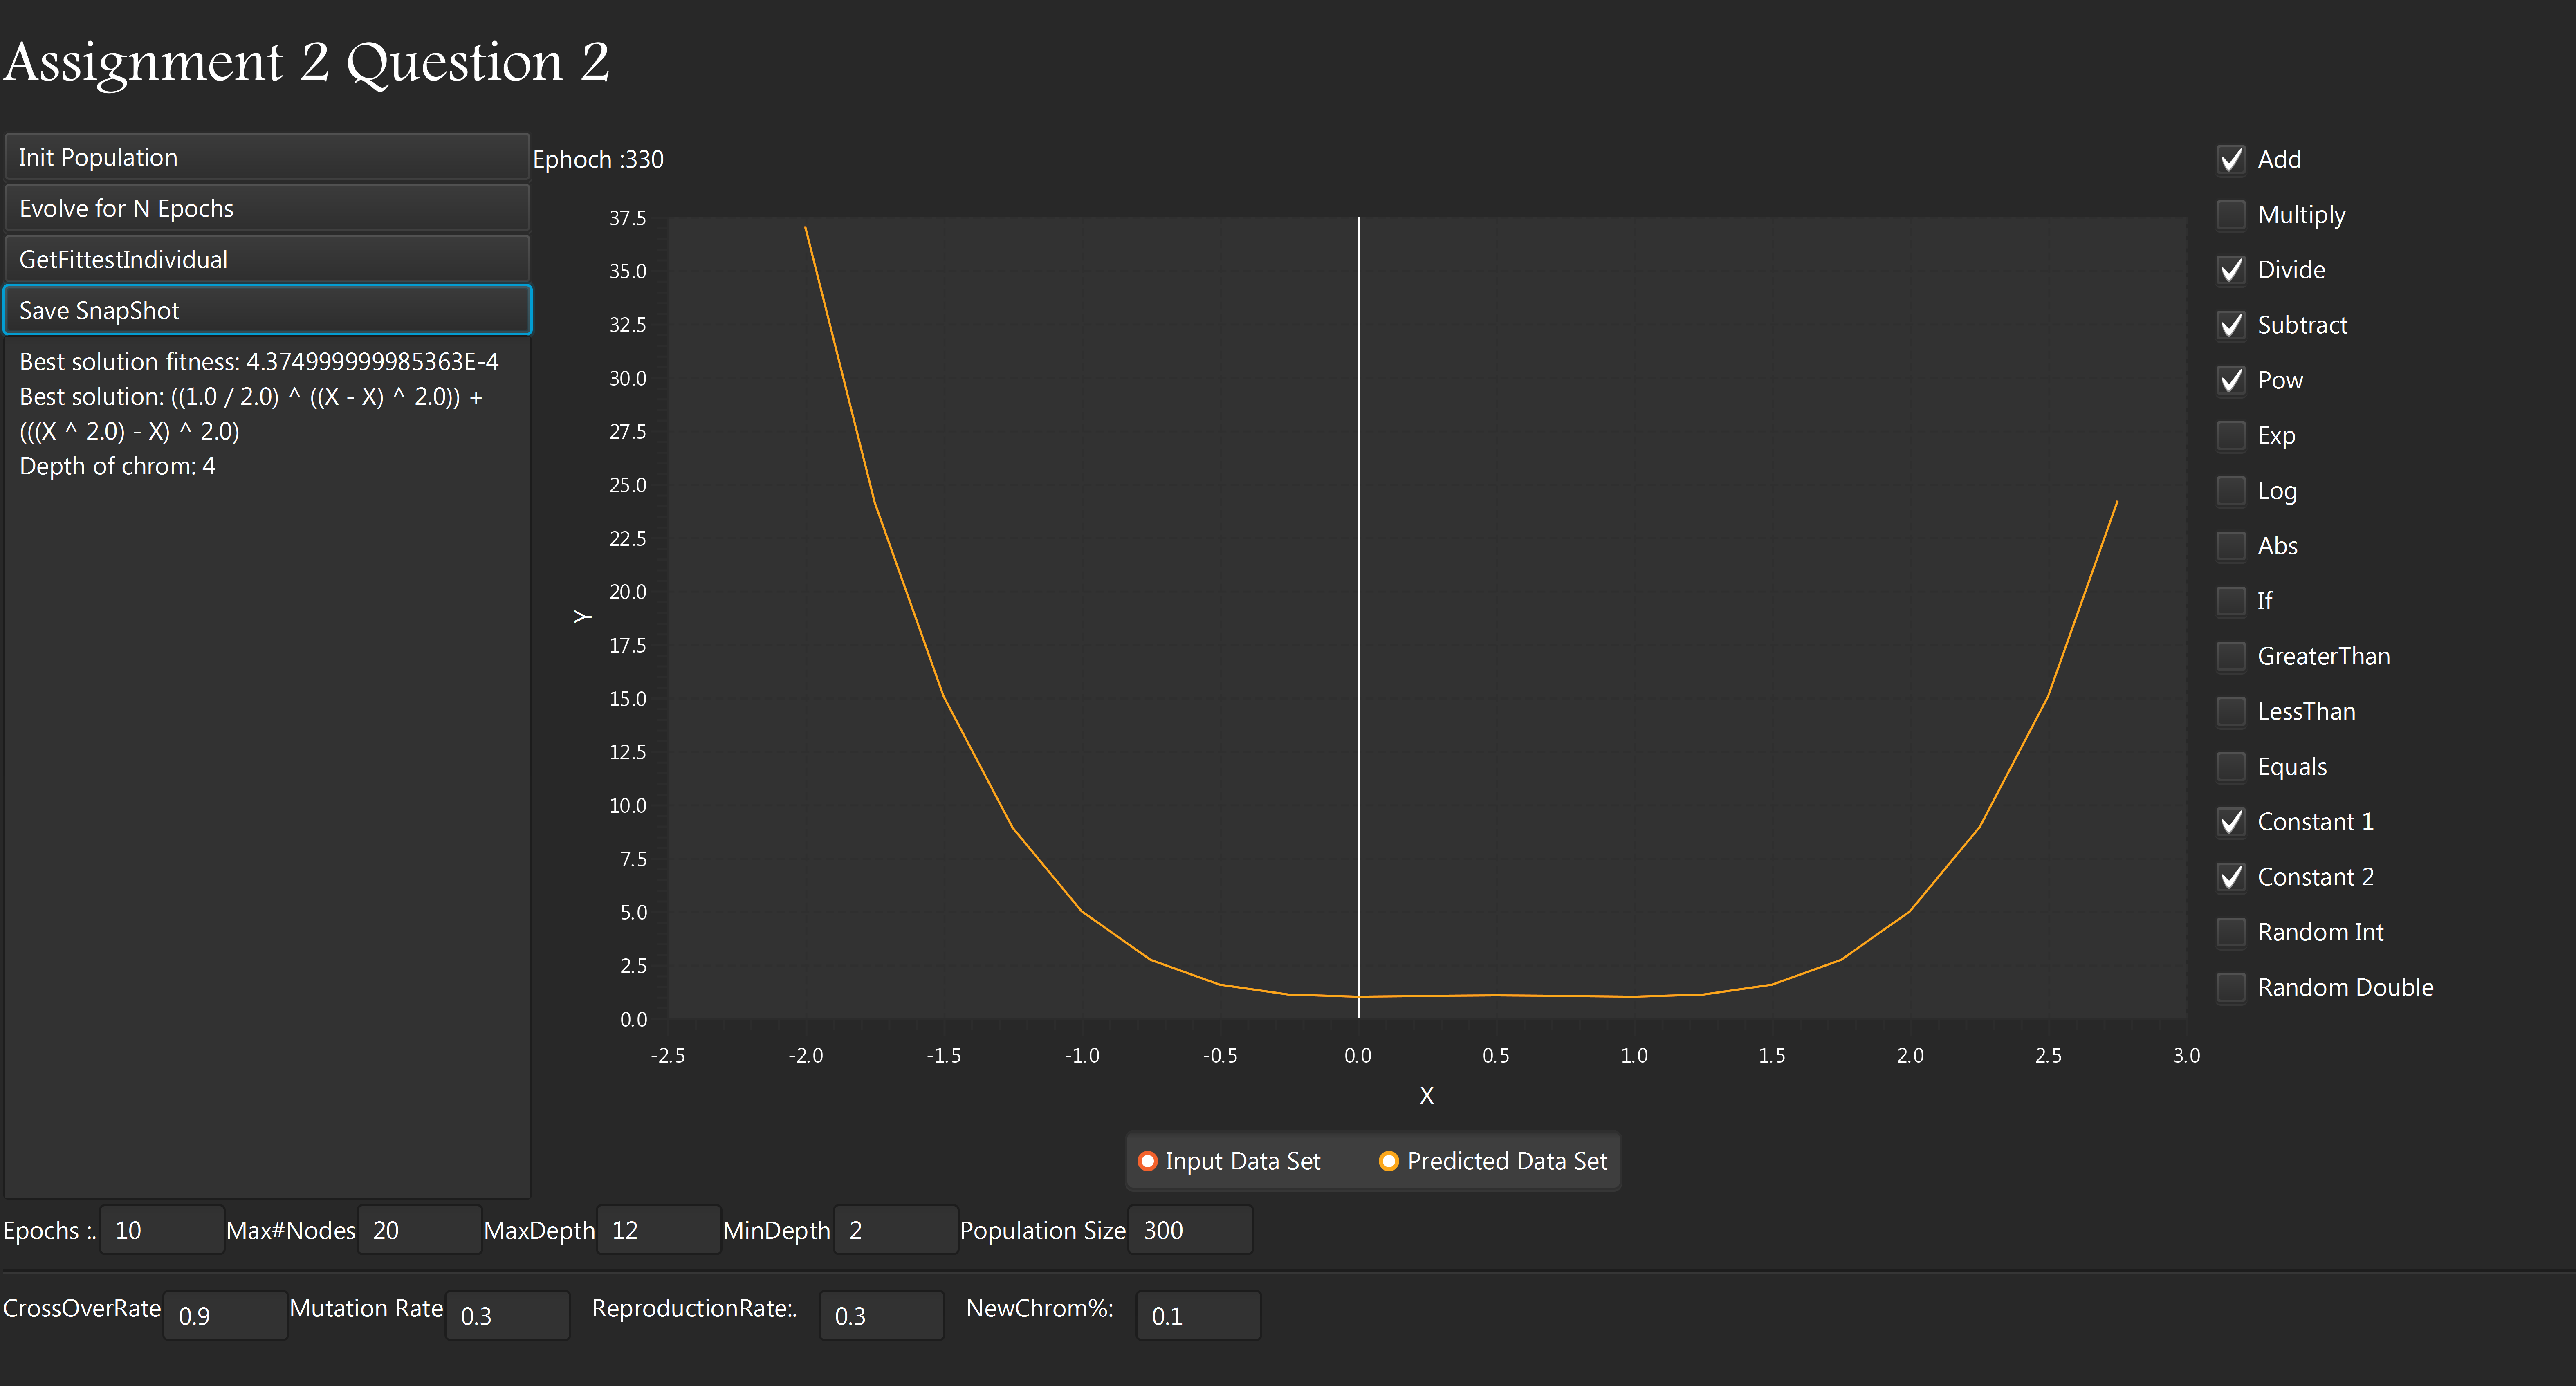 Assignment 2 Question 2
Init Population
Evolve for N Epochs
GetFittestIndividual
Save SnapShot
Best solution fitness: 4.374999999985363E-4
Best solution: ((1.0 / 2.0) ^ ((X - X) ^ 2.0)) +
(((X ^ 2.0) - X) ^ 2.0)
Depth of chrom: 4
Ephoch :330
37.5
35.0
32.5
30.0
27.5
25.0
22.5
20.0
17.5
15.0
12.5
10.0
7.5
5.0
2.5
0.0
Y
-2.5 -2.0 -1.5 -1.0 -0.5 0.0 0.5 1.0 1.5 2.0 2.5 3.0
X
Input Data Set Predicted Data Set
Add
Multiply
Divide
Subtract
Pow
Exp
Log
Abs
If
GreaterThan
LessThan
Equals
Constant 1
Constant 2
Random Int
Random Double
Epochs :. 10 Max#Nodes 20 MaxDepth 12 MinDepth 2 Population Size 300
CrossOverRate 0.9 Mutation Rate 0.3 ReproductionRate:. 0.3 NewChrom%: 0.1